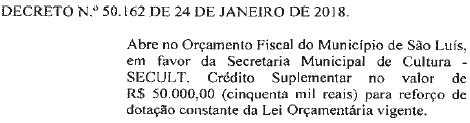 DECRETO N.º 50.162 DE 24 DE JANEIRO DE 2018.
Abre no Orçamento Fiscal do Município de São Luís,
em favor da Secretaria Municipal de Cultura -
SECULT, Crédito Suplementar no valor de
R$ 50.000,00 (cinquenta mil reais) para reforço de
dotação constante da Lei Orçamentária vigente.